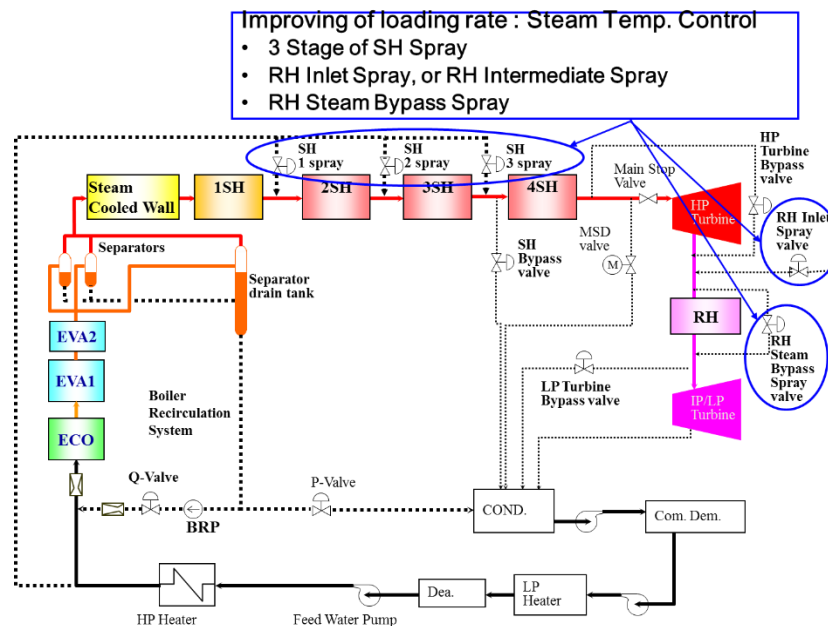 Improving of loading rate : Steam Temp. Control
• 3 Stage of SH Spray
• RH Inlet Spray, or RH Intermediate Spray
• RH Steam Bypass Spray
SH
1 spray
SH
2 spray
SH
3 spray
HP
Turbine
Bypass
valve
Steam
Cooled Wall
1SH
2SH
3SH
4SH
Main Stop
Valve
HP
Turbine
RH Inlet
Spray
valve
Separators
Separator
drain tank
SH
Bypass
valve
MSD
valve
M
RH
RH
Steam
Bypass
Spray
valve
EVA2
EVA1
ECO
Boiler
Recirculation
System
LP Turbine
Bypass valve
IP/LP
Turbine
Q-Valve
BRP
P-Valve
COND.
Com. Dem.
HP Heater
Feed Water Pump
Dea.
LP
Heater